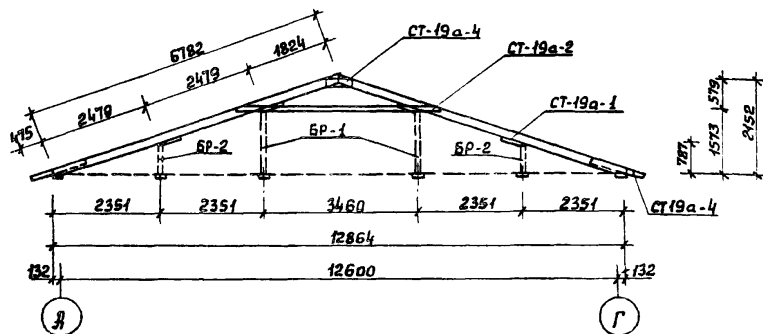 СТ-19а-4
6782
1824
СТ-19а-2
2479
2479
СТ-19а-1
475
БР-2
БР-1
БР-2
579
787
1573
2152
2351
2351
3460
2351
2351
СТ19а-4
12864
132
12600
132
А
Г